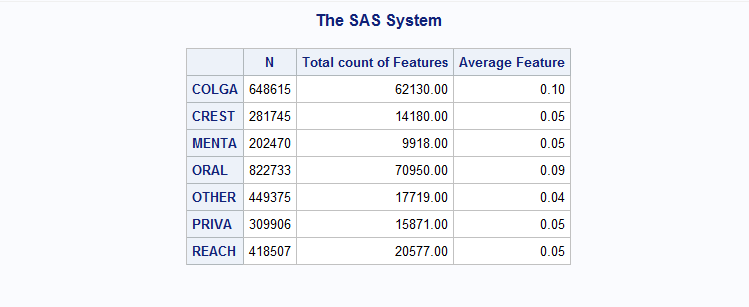 The SAS System
N Total count of Features Average Feature
COLGA 648615 62130.00 0.10
CREST 281745 14180.00 0.05
MENTA 202470 9918.00 0.05
ORAL 822733 70950.00 0.09
OTHER 449375 17719.00 0.04
PRIVA 309906 15871.00 0.05
REACH 418507 20577.00 0.05